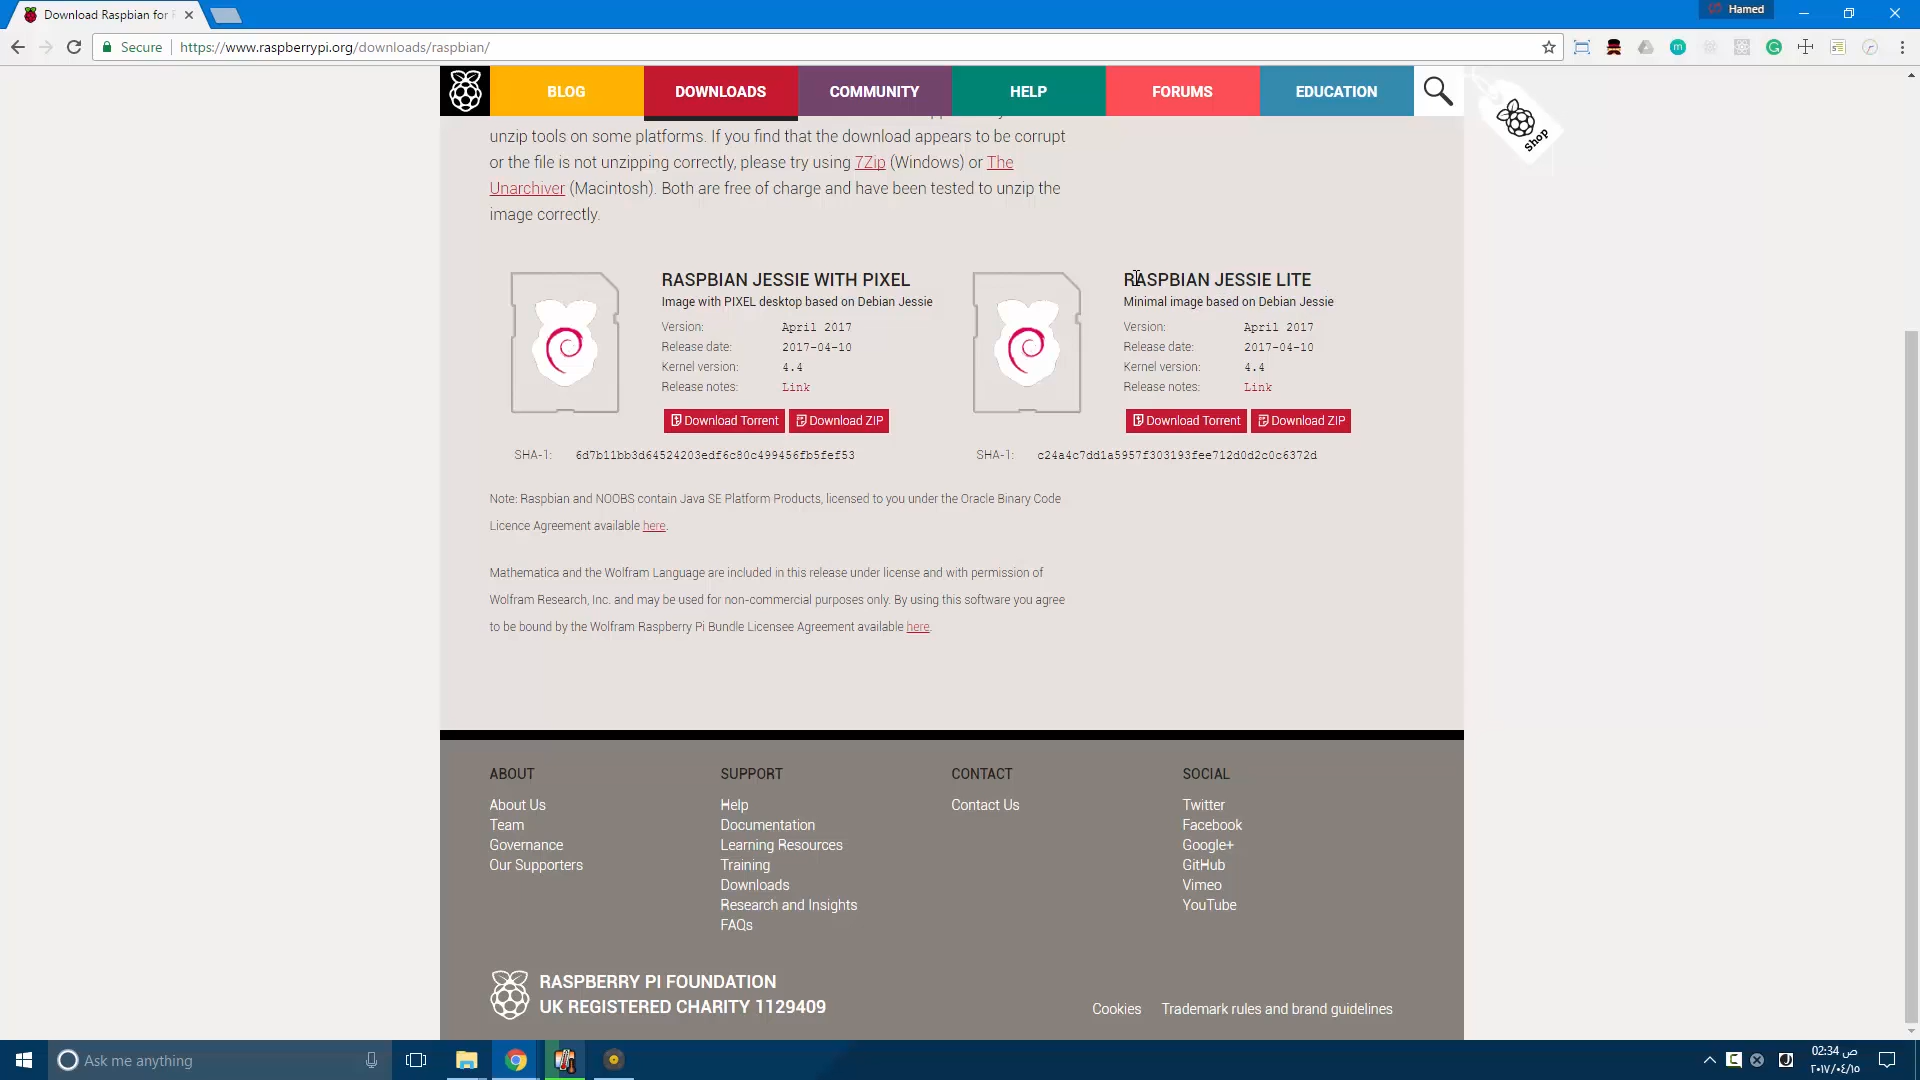 Download Raspbian for
Hamed
Secure
https://www.raspberrypi.org/downloads/raspbian/
BLOG
DOWNLOADS
COMMUNITY
HELP
FORUMS
EDUCATION
Shop
unzip tools on some platforms. If you find that the download appears to be corrupt
or the file is not unzipping correctly, please try using 7Zip (Windows) or The
Unarchiver (Macintosh). Both are free of charge and have been tested to unzip the
image correctly.
RASPBIAN JESSIE WITH PIXEL
Image with PIXEL desktop based on Debian Jessie
Version: April 2017
Release date: 2017-04-10
Kernel version: 4.4
Release notes: Link
Download Torrent
Download ZIP
SHA-1: 6d7b11bb3d64524203edf6c80c499456fb5fef53
RASPBIAN JESSIE LITE
Minimal image based on Debian Jessie
Version: April 2017
Release date: 2017-04-10
Kernel version: 4.4
Release notes: Link
Download Torrent
Download ZIP
SHA-1: c24a4c7dd1a5957f303193fee712d0d2c0c6372d
Note: Raspbian and NOOBS contain Java SE Platform Products, licensed to you under the Oracle Binary Code
Licence Agreement available here.
Mathematica and the Wolfram Language are included in this release under license and with permission of
Wolfram Research, Inc. and may be used for non-commercial purposes only. By using this software you agree
to be bound by the Wolfram Raspberry Pi Bundle Licensee Agreement available here.
ABOUT
About Us
Team
Governance
Our Supporters
SUPPORT
Help
Documentation
Learning Resources
Training
Downloads
Research and Insights
FAQs
CONTACT
Contact Us
SOCIAL
Twitter
Facebook
Google+
GitHub
Vimeo
YouTube
RASPBERRY PI FOUNDATION
UK REGISTERED CHARITY 1129409
Cookies
Trademark rules and brand guidelines
Ask me anything
02:34 ص
٢٠١٧/٠٤/١٥